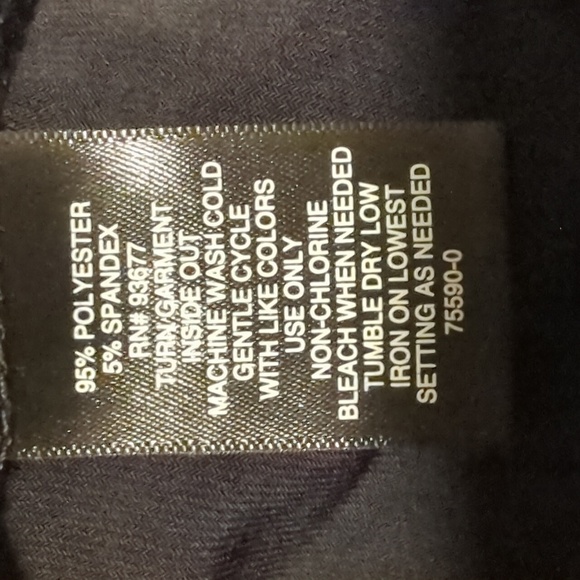 95% POLYESTER
5% SPANDEX
RN# 93677
TURN GARMENT
INSIDE OUT
MACHINE WASH COLD
GENTLE CYCLE
WITH LIKE COLORS
USE ONLY
NON-CHLORINE
BLEACH WHEN NEEDED
TUMBLE DRY LOW
IRON ON LOWEST
SETTING AS NEEDED
75590-0